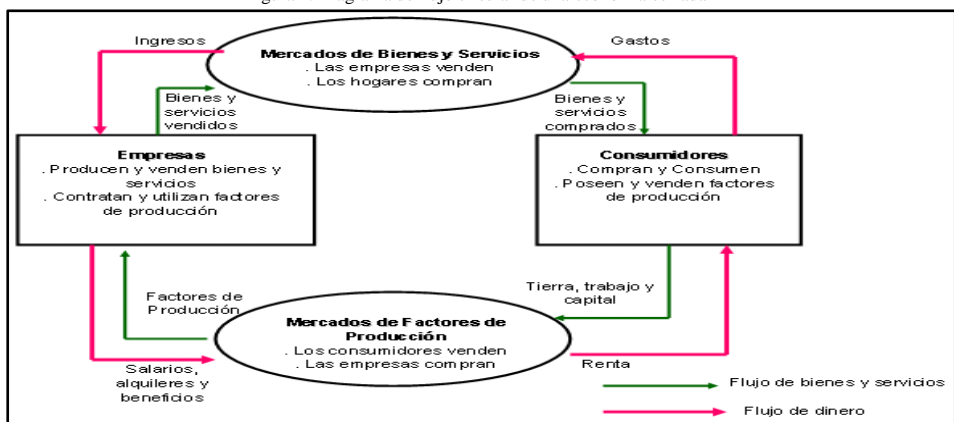 Ingresos
Mercados de Bienes y Servicios
. Las empresas venden
. Los hogares compran
Gastos
Bienes y
servicios
vendidos
Bienes y
servicios
comprados
Empresas
. Producen y venden bienes y
servicios
. Contratan y utilizan factores
de producción
Consumidores
. Compran y Consumen
. Poseen y venden factores
de producción
Factores de
Producción
Tierra, trabajo y
capital
Mercados de Factores de
Producción
. Los consumidores venden
. Las empresas compran
Salarios,
alquileres y
beneficios
Renta
Flujo de bienes y servicios
Flujo de dinero